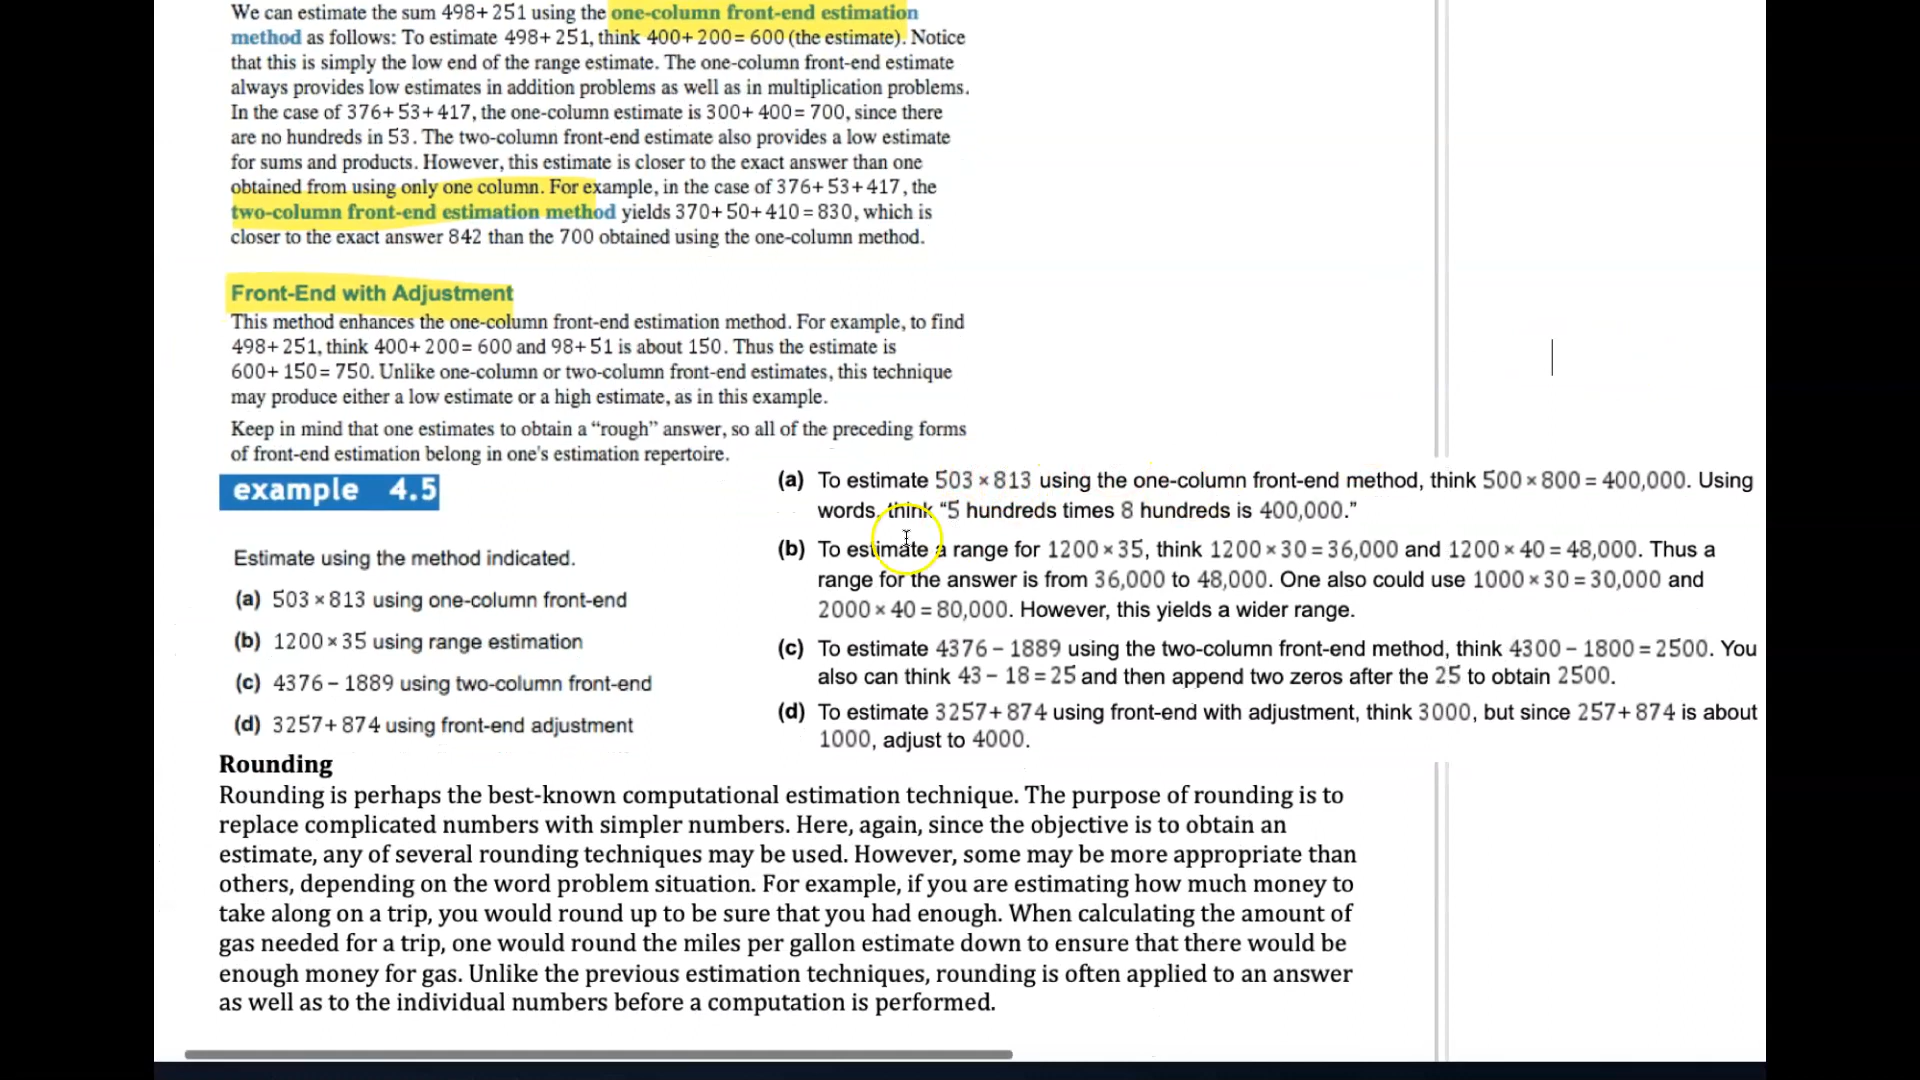 We can estimate the sum 498+ 251 using the one-column front-end estimation
method as follows: To estimate 498+ 251, think 400+ 200= 600 (the estimate). Notice
that this is simply the low end of the range estimate. The one-column front-end estimate
always provides low estimates in addition problems as well as in multiplication problems.
In the case of 376+ 53+ 417, the one-column estimate is 300+ 400= 700, since there
are no hundreds in 53. The two-column front-end estimate also provides a low estimate
for sums and products. However, this estimate is closer to the exact answer than one
obtained from using only one column. For example, in the case of 376+ 53+ 417, the
two-column front-end estimation method yields 370+ 50+ 410 = 830, which is
closer to the exact answer 842 than the 700 obtained using the one-column method.
Front-End with Adjustment
This method enhances the one-column front-end estimation method. For example, to find
498+ 251, think 400+ 200= 600 and 98+ 51 is about 150. Thus the estimate is
600+ 150= 750. Unlike one-column or two-column front-end estimates, this technique
may produce either a low estimate or a high estimate, as in this example.
Keep in mind that one estimates to obtain a “rough” answer, so all of the preceding forms
of front-end estimation belong in one's estimation repertoire.
example 4.5
Estimate using the method indicated.
(a) 503 × 813 using one-column front-end
(b) 1200 × 35 using range estimation
(c) 4376 − 1889 using two-column front-end
(d) 3257+ 874 using front-end adjustment
(a) To estimate 503 × 813 using the one-column front-end method, think 500 × 800 = 400,000. Using
words, think “5 hundreds times 8 hundreds is 400,000.”
(b) To estimate a range for 1200 × 35, think 1200 × 30 = 36,000 and 1200 × 40 = 48,000. Thus a
range for the answer is from 36,000 to 48,000. One also could use 1000 × 30 = 30,000 and
2000 × 40 = 80,000. However, this yields a wider range.
(c) To estimate 4376 − 1889 using the two-column front-end method, think 4300 − 1800 = 2500. You
also can think 43 − 18 = 25 and then append two zeros after the 25 to obtain 2500.
(d) To estimate 3257+ 874 using front-end with adjustment, think 3000, but since 257+ 874 is about
1000, adjust to 4000.
Rounding
Rounding is perhaps the best-known computational estimation technique. The purpose of rounding is to
replace complicated numbers with simpler numbers. Here, again, since the objective is to obtain an
estimate, any of several rounding techniques may be used. However, some may be more appropriate than
others, depending on the word problem situation. For example, if you are estimating how much money to
take along on a trip, you would round up to be sure that you had enough. When calculating the amount of
gas needed for a trip, one would round the miles per gallon estimate down to ensure that there would be
enough money for gas. Unlike the previous estimation techniques, rounding is often applied to an answer
as well as to the individual numbers before a computation is performed.